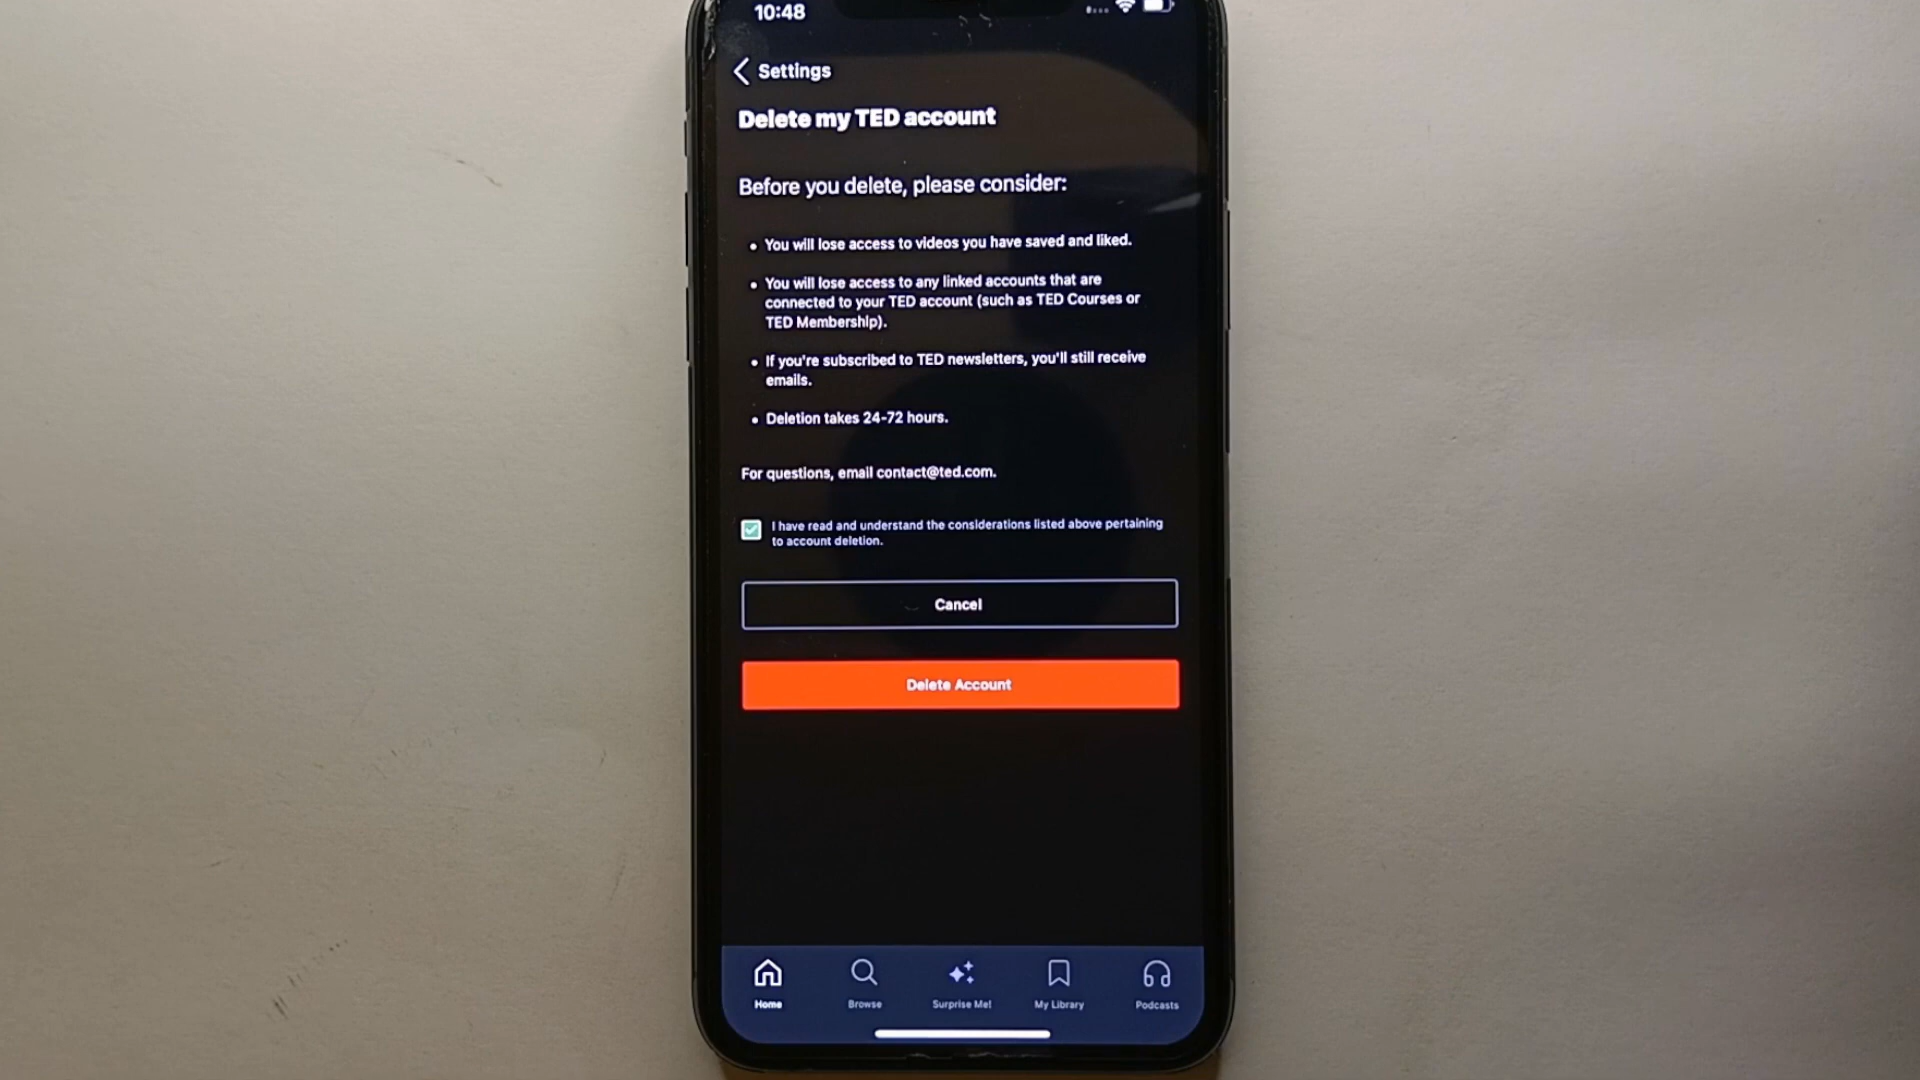 10:48
Settings
Delete my TED account
Before you delete, please consider:
• You will lose access to videos you have saved and liked.
• You will lose access to any linked accounts that are
connected to your TED account (such as TED Courses or
TED Membership).
• If you're subscribed to TED newsletters, you'll still receive
emails.
• Deletion takes 24-72 hours.
For questions, email contact@ted.com.
I have read and understand the considerations listed above pertaining
to account deletion.
Cancel
Delete Account
Home Browse Surprise Me! My Library Podcasts